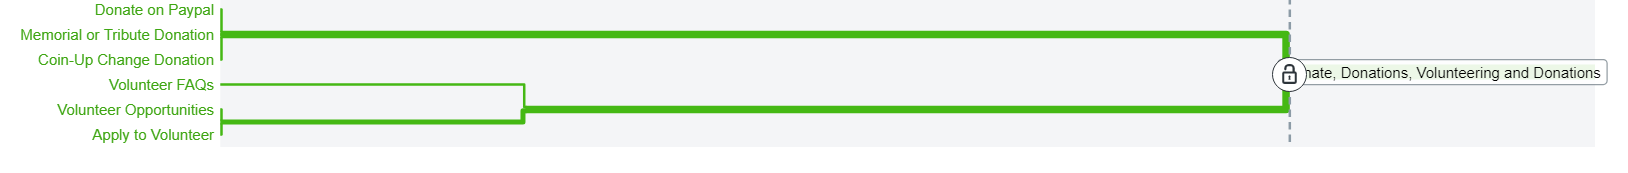 Donate on Paypal
Memorial or Tribute Donation
Coin-Up Change Donation
Volunteer FAQs
Volunteer Opportunities
Apply to Volunteer
nate, Donations, Volunteering and Donations